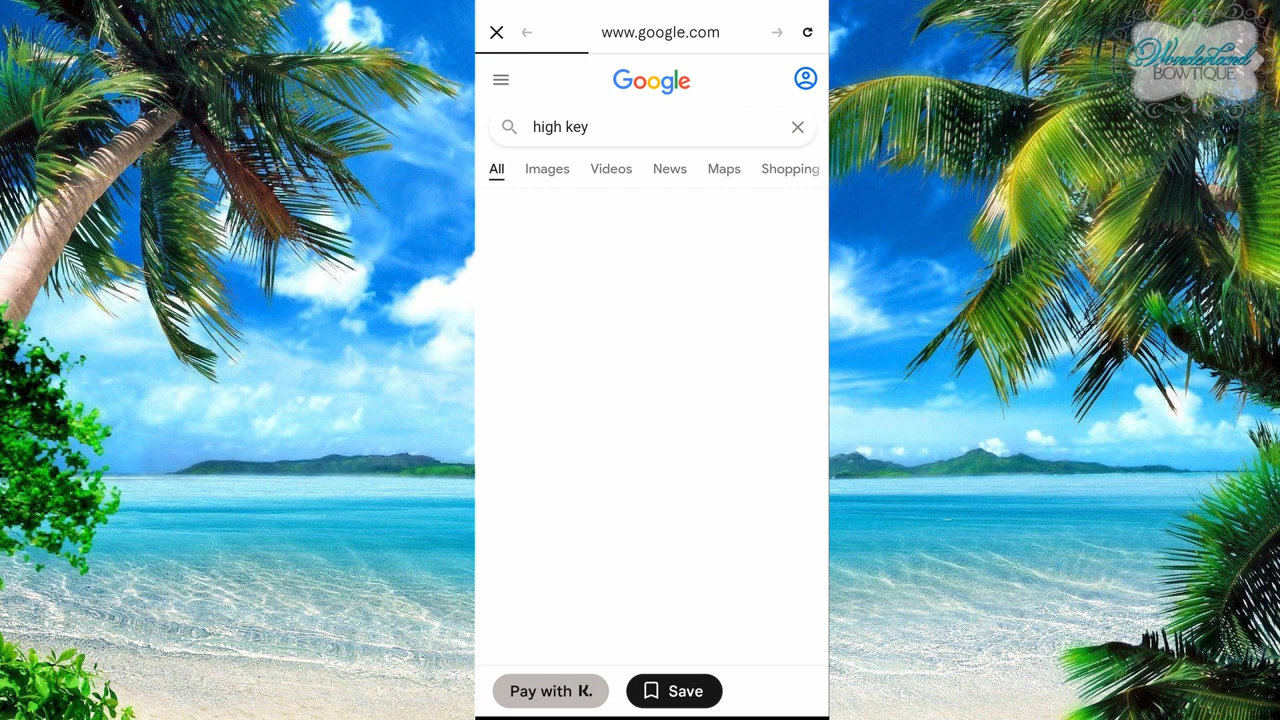 www.google.com
Google
high key
All Images Videos News Maps Shopping
Pay with K.
Save
Wonderland
BOWTIQUE